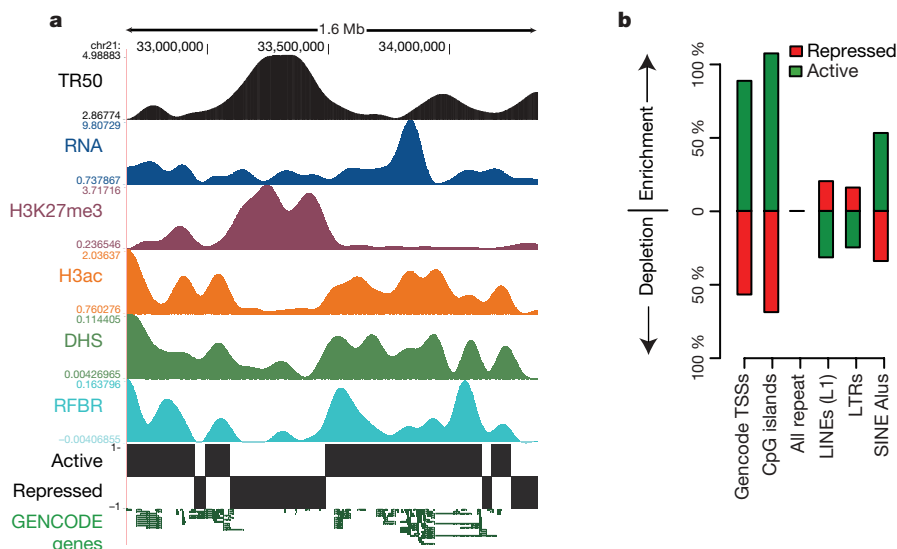 a
1.6 Mb
chr21:
33,000,000
33,500,000
34,000,000
4.98883
TR50
2.86774
9.80729
RNA
0.737867
3.71716
H3K27me3
0.236546
2.03637
H3ac
0.760276
0.114405
DHS
0.00426965
0.163796
RFBR
−0.00406855
1-
Active
Repressed
−1
GENCODE
genes
b
Repressed
Active
100 %
50 %
0
50 %
100 %
Enrichment
Depletion
Gencode TSSs
CpG islands
All repeat
LINEs (L1)
LTRs
SINE Alus